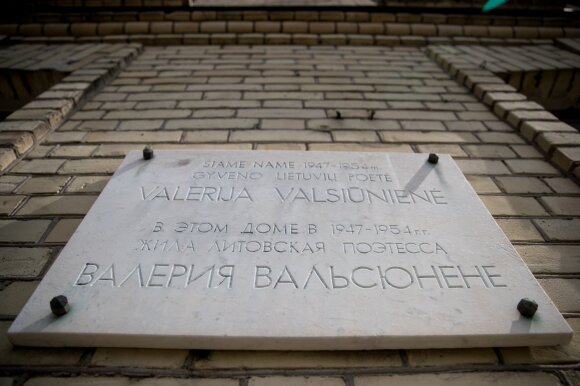 ŠIAME NAME 1947-1954 m.
GYVENO LIETUVIŲ POETĖ
VALERIJA VALSIŪNIENĖ
В ЭТОМ ДОМЕ В 1947-1954 г.г.
ЖИЛА ЛИТОВСКАЯ ПОЭТЕССА
ВАЛЕРИЯ ВАЛЬСЮНЕНЕ